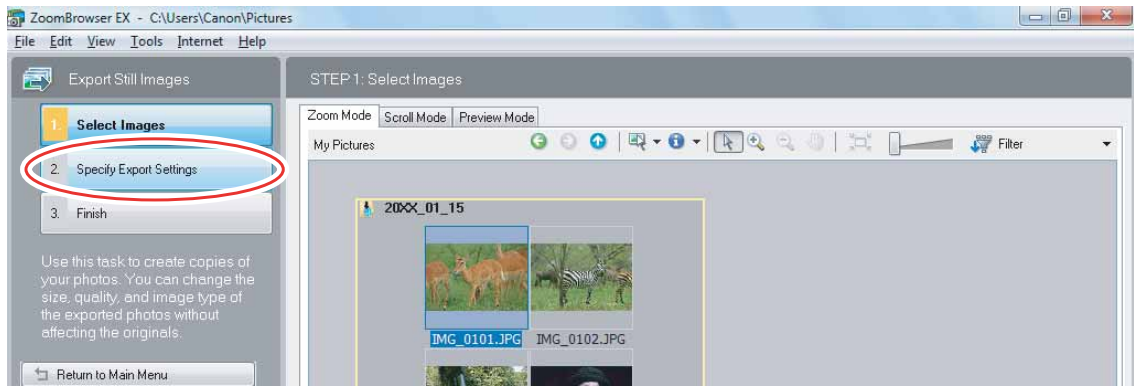 ZoomBrowser EX - C:\Users\Canon\Pictures
File Edit View Tools Internet Help
Export Still Images
1. Select Images
2. Specify Export Settings
3. Finish
Use this task to create copies of
your photos. You can change the
size, quality, and image type of
the exported photos without
affecting the originals.
Return to Main Menu
STEP 1: Select Images
Zoom Mode Scroll Mode Preview Mode
My Pictures Filter
20XX_01_15
IMG_0101.JPG IMG_0102.JPG